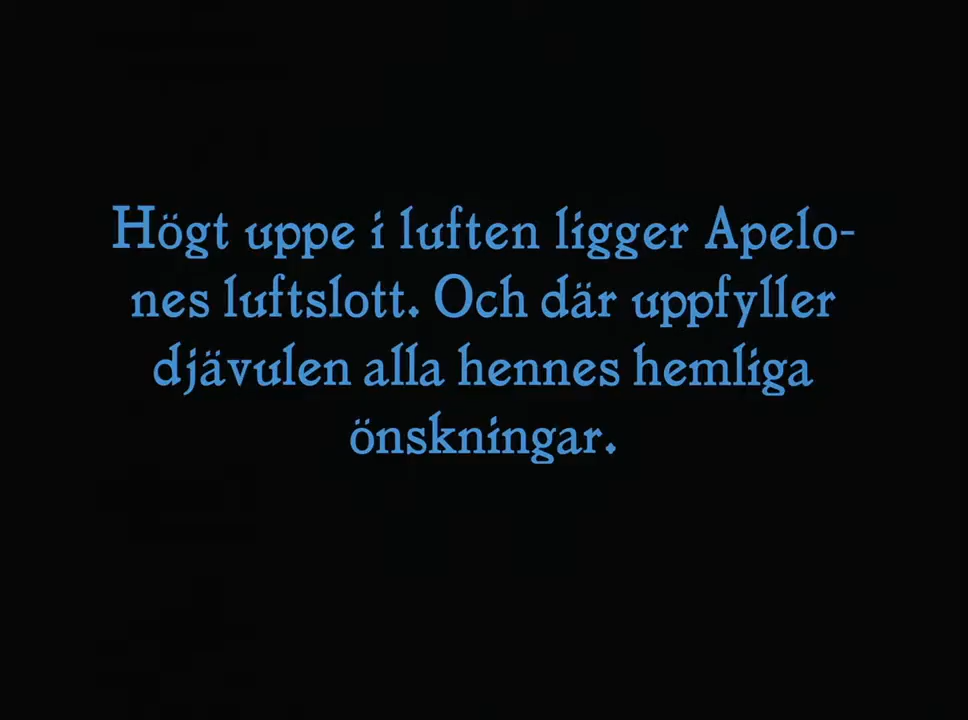 Högt uppe i luften ligger Apelo-
nes luftslott. Och där uppfyller
djävulen alla hennes hemliga
önskningar.